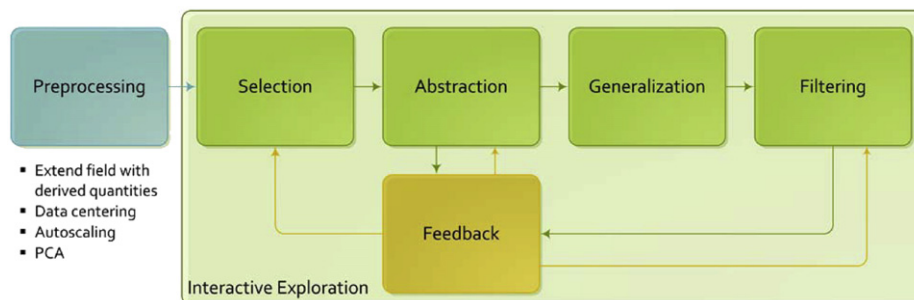 Preprocessing
Selection
Abstraction
Generalization
Filtering
▪ Extend field with
derived quantities
▪ Data centering
▪ Autoscaling
▪ PCA
Feedback
Interactive Exploration